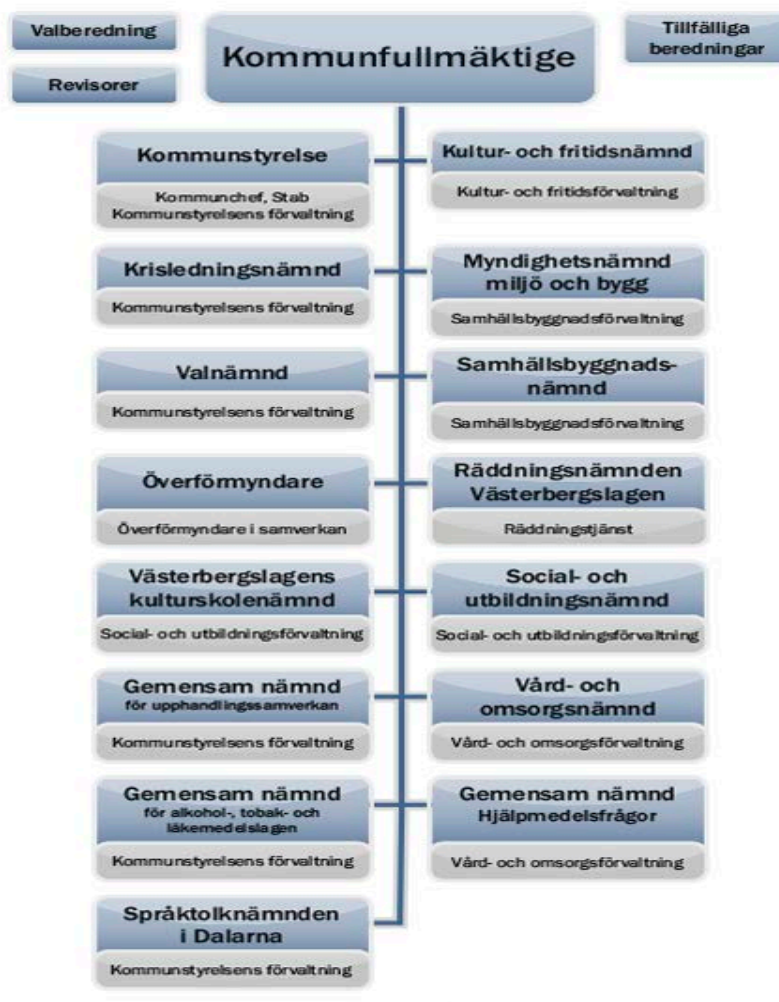 Valberedning
Revisorer
Kommunfullmäktige
Tillfälliga
beredningar
Kommunstyrelse
Kommunchef, Stab
Kommunstyrelsens förvaltning
Kultur- och fritidsnämnd
Kultur- och fritidsförvaltning
Krisledningsnämnd
Kommunstyrelsens förvaltning
Myndighetsnämnd
miljö och bygg
Samhällsbyggnadsförvaltning
Valnämnd
Kommunstyrelsens förvaltning
Samhällsbyggnads-
nämnd
Samhällsbyggnadsförvaltning
Överförmyndare
Överförmyndare i samverkan
Räddningsnämnden
Västerbergslagen
Räddningstjänst
Västerbergslagens
kulturskolenämnd
Social- och utbildningsförvaltning
Social- och
utbildningsnämnd
Social- och utbildningsförvaltning
Gemensam nämnd
för upphandlingssamverkan
Kommunstyrelsens förvaltning
Vård- och
omsorgsnämnd
Vård- och omsorgsförvaltning
Gemensam nämnd
för alkohol-, tobak- och
läkemedelslagen
Kommunstyrelsens förvaltning
Gemensam nämnd
Hjälpmedelsfrågor
Vård- och omsorgsförvaltning
Språktolknämnden
i Dalarna
Kommunstyrelsens förvaltning